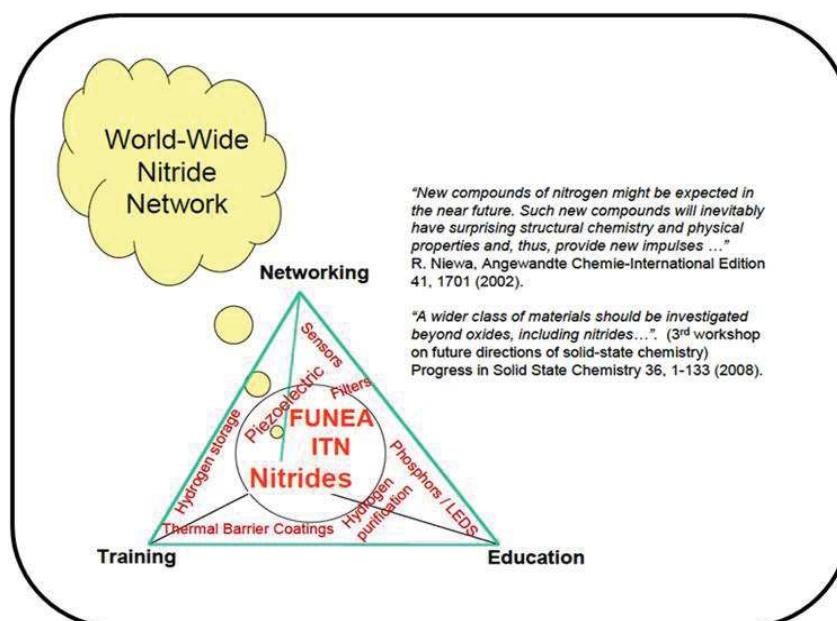 World-Wide
Nitride
Network
"New compounds of nitrogen might be expected in
the near future. Such new compounds will inevitably
have surprising structural chemistry and physical
properties and, thus, provide new impulses …"
R. Niewa, Angewandte Chemie-International Edition
41, 1701 (2002).
"A wider class of materials should be investigated
beyond oxides, including nitrides…". (3rd workshop
on future directions of solid-state chemistry)
Progress in Solid State Chemistry 36, 1-133 (2008).
Networking
Sensors
Piezoelectric
Filters
FUNEA
ITN
Nitrides
Hydrogen storage
Phosphors / LEDS
Hydrogen
purification
Thermal Barrier Coatings
Training
Education